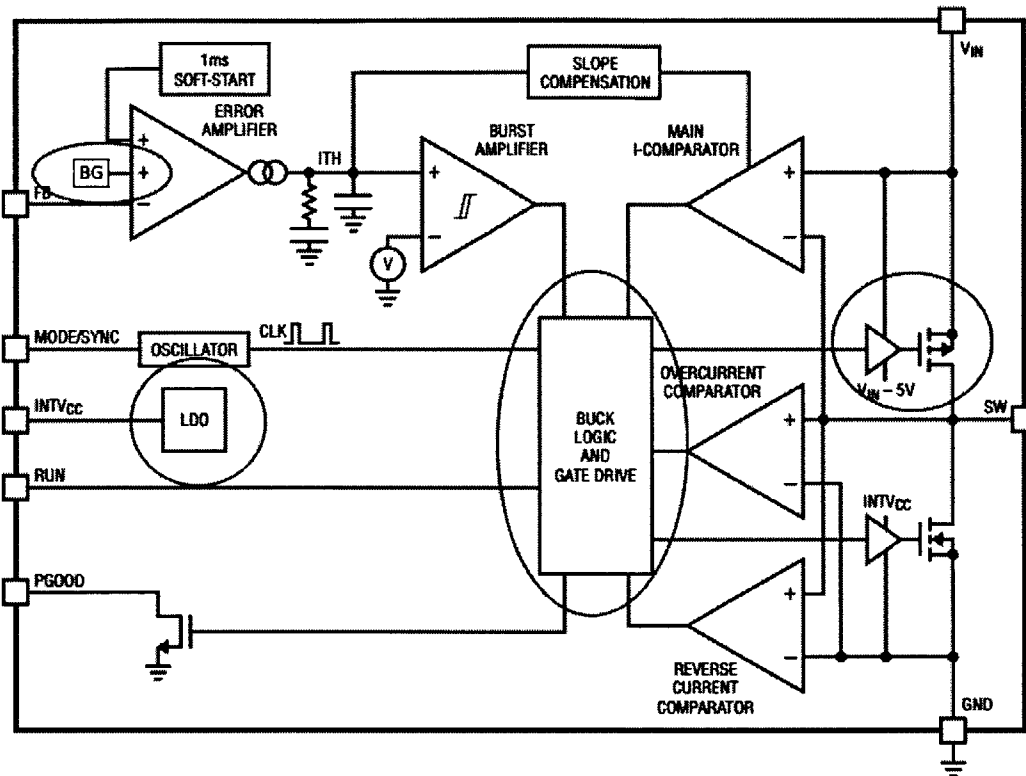 1ms
SOFT-START
ERROR
AMPLIFIER
SLOPE
COMPENSATION
VIN
BURST
AMPLIFIER
MAIN
I-COMPARATOR
ITH
+
BG
+
−
FB
+
−
V
+
−
MODE/SYNC
OSCILLATOR
CLK
OVERCURRENT
COMPARATOR
VIN – 5V
INTVCC
LDO
BUCK
LOGIC
AND
GATE DRIVE
+
−
SW
RUN
INTVCC
PGOOD
+
−
REVERSE
CURRENT
COMPARATOR
GND